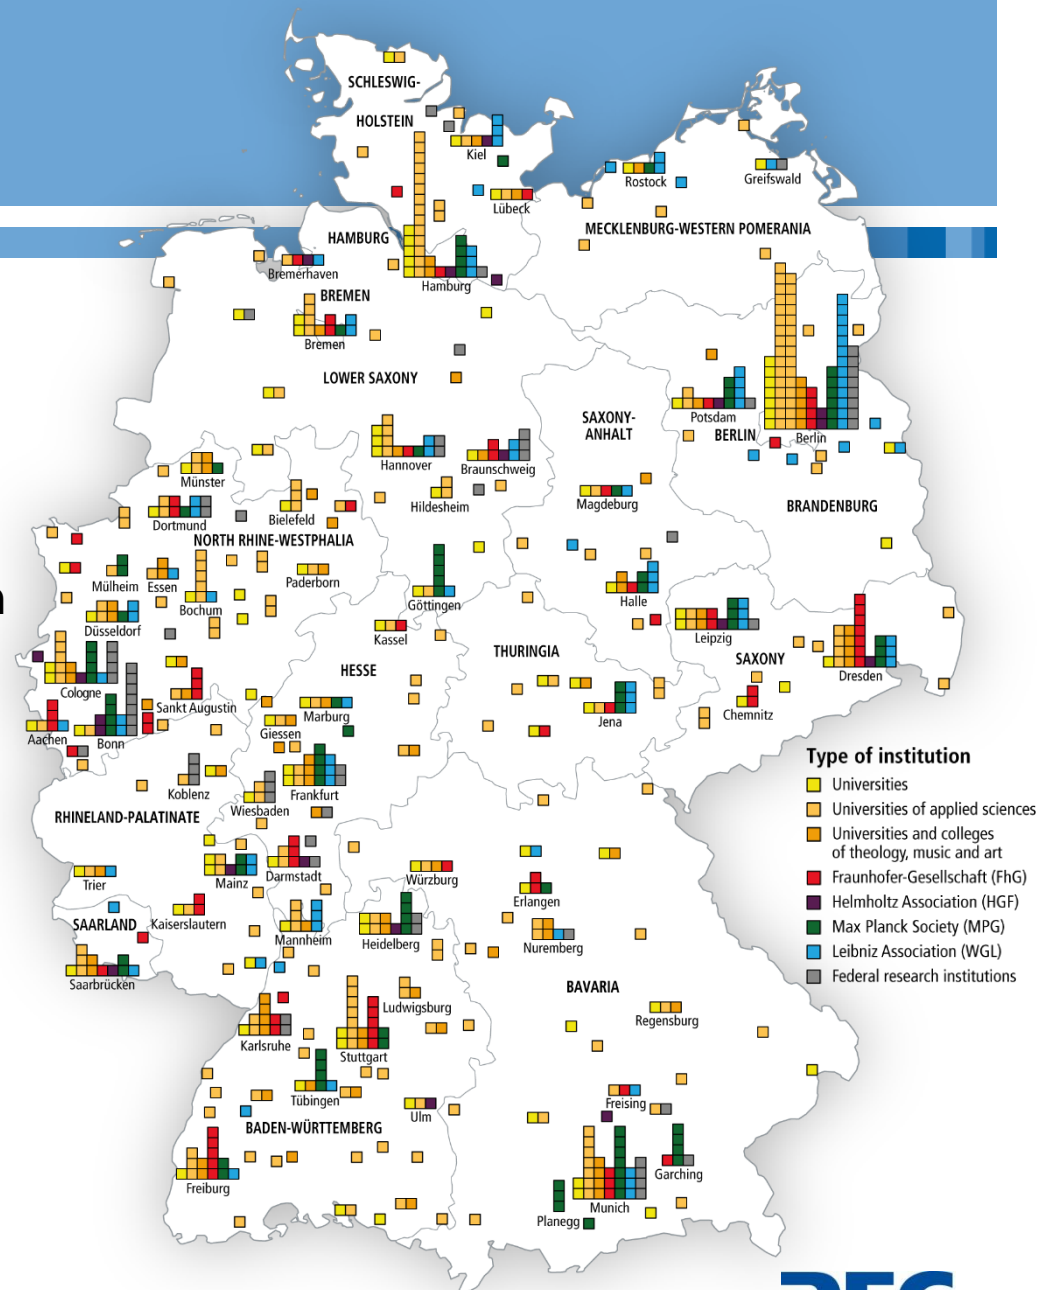 SCHLESWIG-
HOLSTEIN
Kiel
Lübeck
Rostock
Greifswald
MECKLENBURG-WESTERN POMERANIA
HAMBURG
Hamburg
Bremerhaven
BREMEN
Bremen
LOWER SAXONY
Hannover
Braunschweig
Hildesheim
SAXONY-
ANHALT
Magdeburg
Potsdam
BERLIN
Berlin
BRANDENBURG
Münster
Dortmund
Bielefeld
NORTH RHINE-WESTPHALIA
Mülheim
Essen
Bochum
Paderborn
Göttingen
Halle
Düsseldorf
Kassel
Leipzig
Cologne
Sankt Augustin
HESSE
THURINGIA
SAXONY
Dresden
Aachen
Bonn
Marburg
Giessen
Jena
Chemnitz
Koblenz
Wiesbaden
Frankfurt
RHINELAND-PALATINATE
Trier
Mainz
Darmstadt
Würzburg
Erlangen
SAARLAND
Kaiserslautern
Mannheim
Heidelberg
Nuremberg
Saarbrücken
BAVARIA
Ludwigsburg
Karlsruhe
Stuttgart
Regensburg
Tübingen
Ulm
Freising
BADEN-WÜRTTEMBERG
Freiburg
Garching
Munich
Planegg
Type of institution
Universities
Universities of applied sciences
Universities and colleges
of theology, music and art
Fraunhofer-Gesellschaft (FhG)
Helmholtz Association (HGF)
Max Planck Society (MPG)
Leibniz Association (WGL)
Federal research institutions